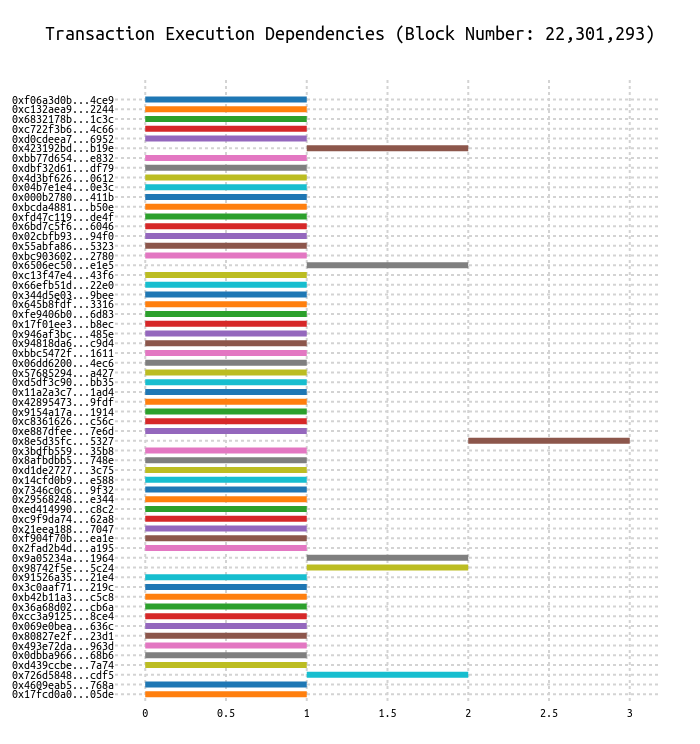 Transaction Execution Dependencies (Block Number: 22,301,293)
0xf06a3d0b...4ce9
0xc132aea9...2244
0x6832178b...1c3c
0xc722f3b6...4c66
0xd0cdeea7...6952
0x423192bd...b19e
0xbb77d654...e832
0xdbf32d61...df79
0x4d3bf626...0612
0x04b7e1e4...0e3c
0x000b2780...411b
0xbcda4881...b50e
0xfd47c119...de4f
0x6bd7c5f6...6046
0x02cbfb93...94f0
0x55abfa86...5323
0xbc903602...2780
0x6506ec50...e1e5
0xc13f47e4...43f6
0x66efb51d...22e0
0x344d5e03...9bee
0x645b8fdf...3316
0xfe9406b0...6d83
0x17f01ee3...b8ec
0x946af3bc...485e
0x94818da6...c9d4
0xbbc5472f...1611
0x06dd6200...4ec6
0x57685294...a427
0xd5df3c90...bb35
0x11a2a3c7...1ad4
0x42895473...9fdf
0x9154a17a...1914
0xc8361626...c56c
0xe887dfee...7e6d
0x8e5d35fc...5327
0x3bdfb559...35b8
0x8afbdbb5...748e
0xd1de2727...3c75
0x14cfd0b9...e588
0x7346c0c6...9f32
0x29568248...e344
0xed414990...c8c2
0xc9f9da74...62a8
0x21eea188...7047
0xf904f70b...ea1e
0x2fad2b4d...a195
0x9a05234a...1964
0x98742f5e...5c24
0x91526a35...21e4
0x3c0aaf71...219c
0xb42b11a3...c5c8
0x36a68d02...cb6a
0xcc3a9125...8ce4
0x069e0bea...636c
0x80827e2f...23d1
0x493e72da...963d
0x0dbba966...68b6
0xd439ccbe...7a74
0x726d5848...cdf5
0x4609eab5...768a
0x17fcd0a0...05de
0 0.5 1 1.5 2 2.5 3